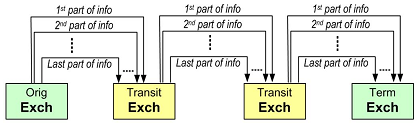 1st part of info
2nd part of info
Last part of info
....
1st part of info
2nd part of info
Last part of info
....
1st part of info
2nd part of info
Last part of info
....
Orig
Exch
Transit
Exch
Transit
Exch
Term
Exch